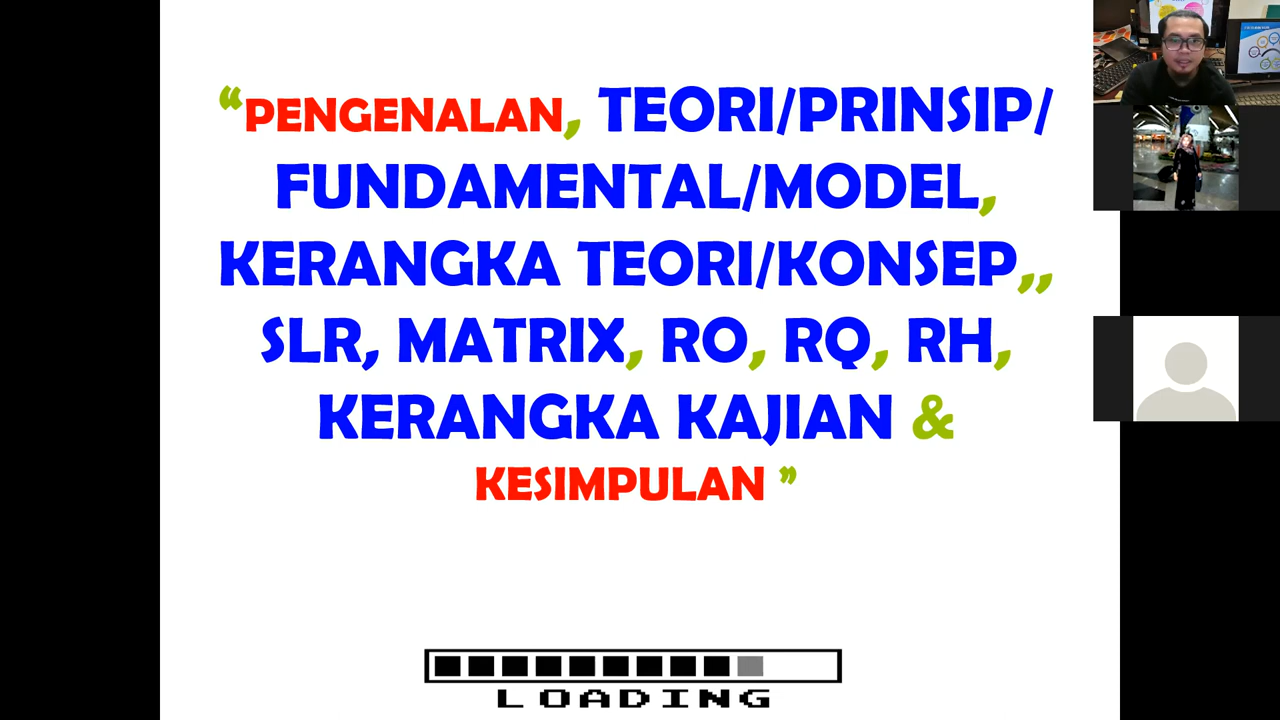 “PENGENALAN, TEORI/PRINSIP/
FUNDAMENTAL/MODEL,
KERANGKA TEORI/KONSEP,,
SLR, MATRIX, RO, RQ, RH,
KERANGKA KAJIAN &
KESIMPULAN ”
LOADING